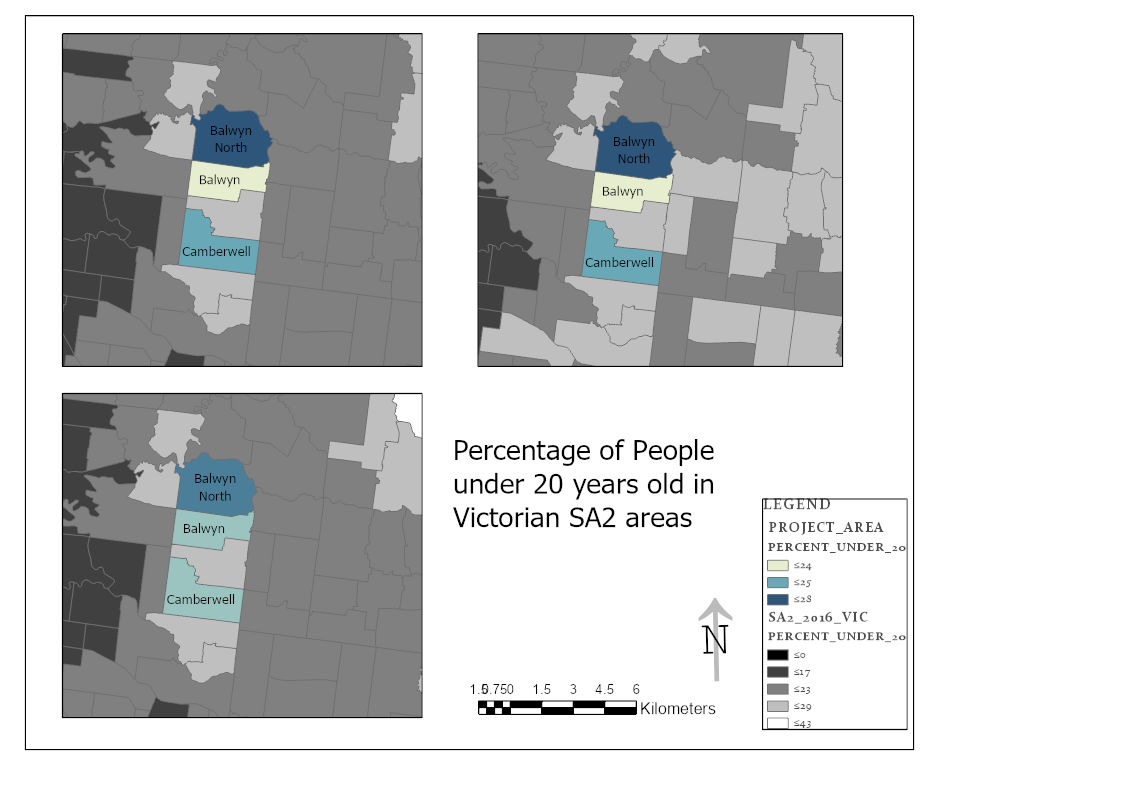 Balwyn
North
Balwyn
Camberwell
Balwyn
North
Balwyn
Camberwell
Balwyn
North
Balwyn
Camberwell
Percentage of People
under 20 years old in
Victorian SA2 areas
LEGEND
PROJECT_AREA
PERCENT_UNDER_20
≤24
≤25
≤28
SA2_2016_VIC
PERCENT_UNDER_20
≤0
≤17
≤23
≤29
≤43
N
1.5 0.75 0 1.5 3 4.5 6
Kilometers